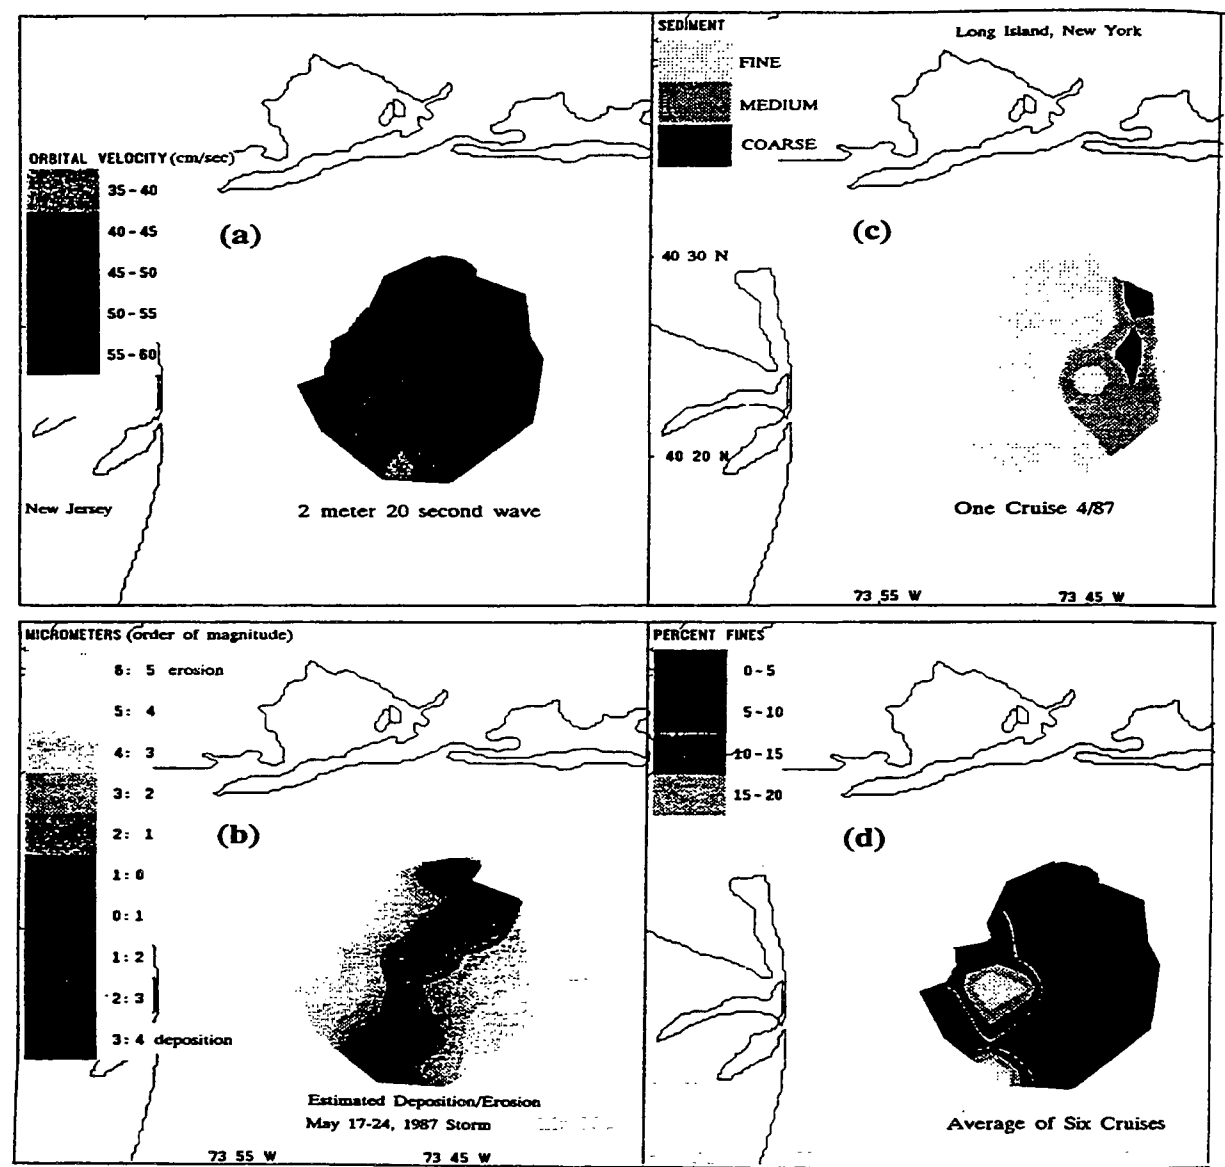 ORBITAL VELOCITY (cm/sec)
35-40
40-45
45-50
50-55
55-60
(a)
New Jersey
2 meter 20 second wave
SEDIMENT
FINE
MEDIUM
COARSE
Long Island, New York
(c)
40 30 N
40 20 N
One Cruise 4/87
73 55 W
73 45 W
MICROMETERS (order of magnitude)
6: 5 erosion
5: 4
4: 3
3: 2
2: 1
1: 0
0: 1
1: 2
2: 3
3: 4 deposition
(b)
Estimated Deposition/Erosion
May 17-24, 1987 Storm
73 55 W
73 45 W
PERCENT FINES
0-5
5-10
10-15
15-20
(d)
Average of Six Cruises